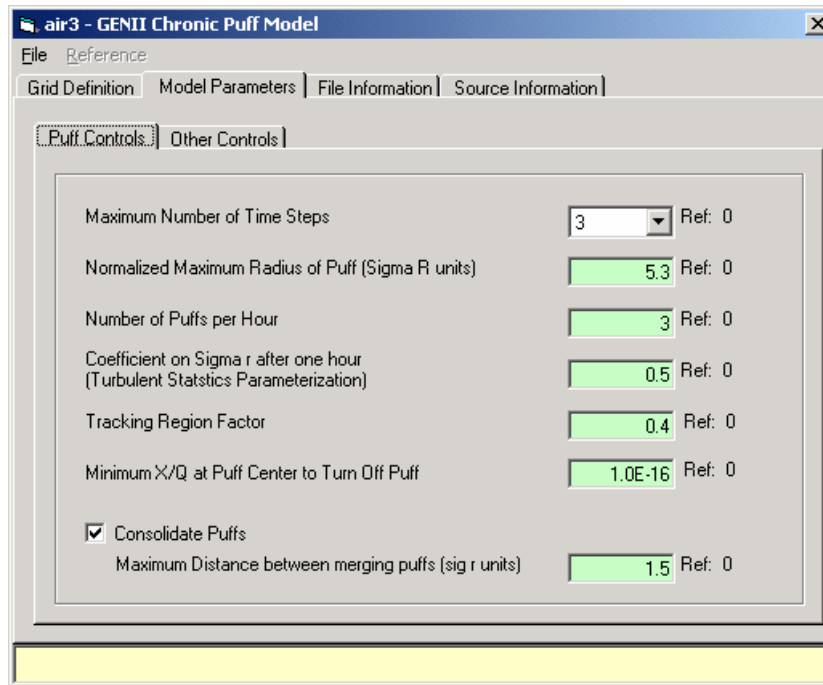 air3 - GENII Chronic Puff Model
File Reference
Grid Definition Model Parameters File Information Source Information
Puff Controls Other Controls
Maximum Number of Time Steps 3 Ref: 0
Normalized Maximum Radius of Puff (Sigma R units) 5.3 Ref: 0
Number of Puffs per Hour 3 Ref: 0
Coefficient on Sigma r after one hour
(Turbulent Statstics Parameterization) 0.5 Ref: 0
Tracking Region Factor 0.4 Ref: 0
Minimum X/Q at Puff Center to Turn Off Puff 1.0E-16 Ref: 0
Consolidate Puffs
Maximum Distance between merging puffs (sig r units) 1.5 Ref: 0